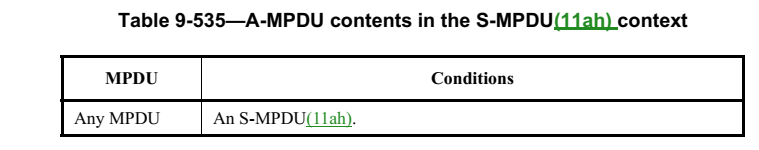 Table 9-535—A-MPDU contents in the S-MPDU(11ah) context
MPDU Conditions
Any MPDU An S-MPDU(11ah).